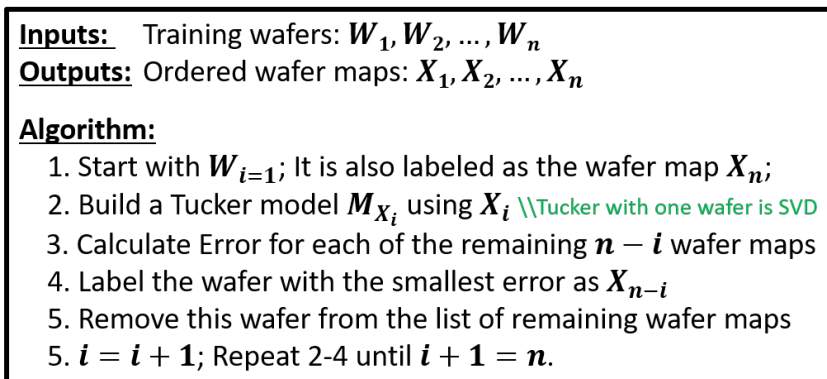 Inputs: Training wafers: W₁, W₂, ..., Wₙ
Outputs: Ordered wafer maps: X₁, X₂, ..., Xₙ
Algorithm:
1. Start with Wᵢ₌₁; It is also labeled as the wafer map Xₙ;
2. Build a Tucker model M_{X_i} using Xᵢ \\Tucker with one wafer is SVD
3. Calculate Error for each of the remaining n − i wafer maps
4. Label the wafer with the smallest error as Xₙ₋ᵢ
5. Remove this wafer from the list of remaining wafer maps
5. i = i + 1; Repeat 2-4 until i + 1 = n.